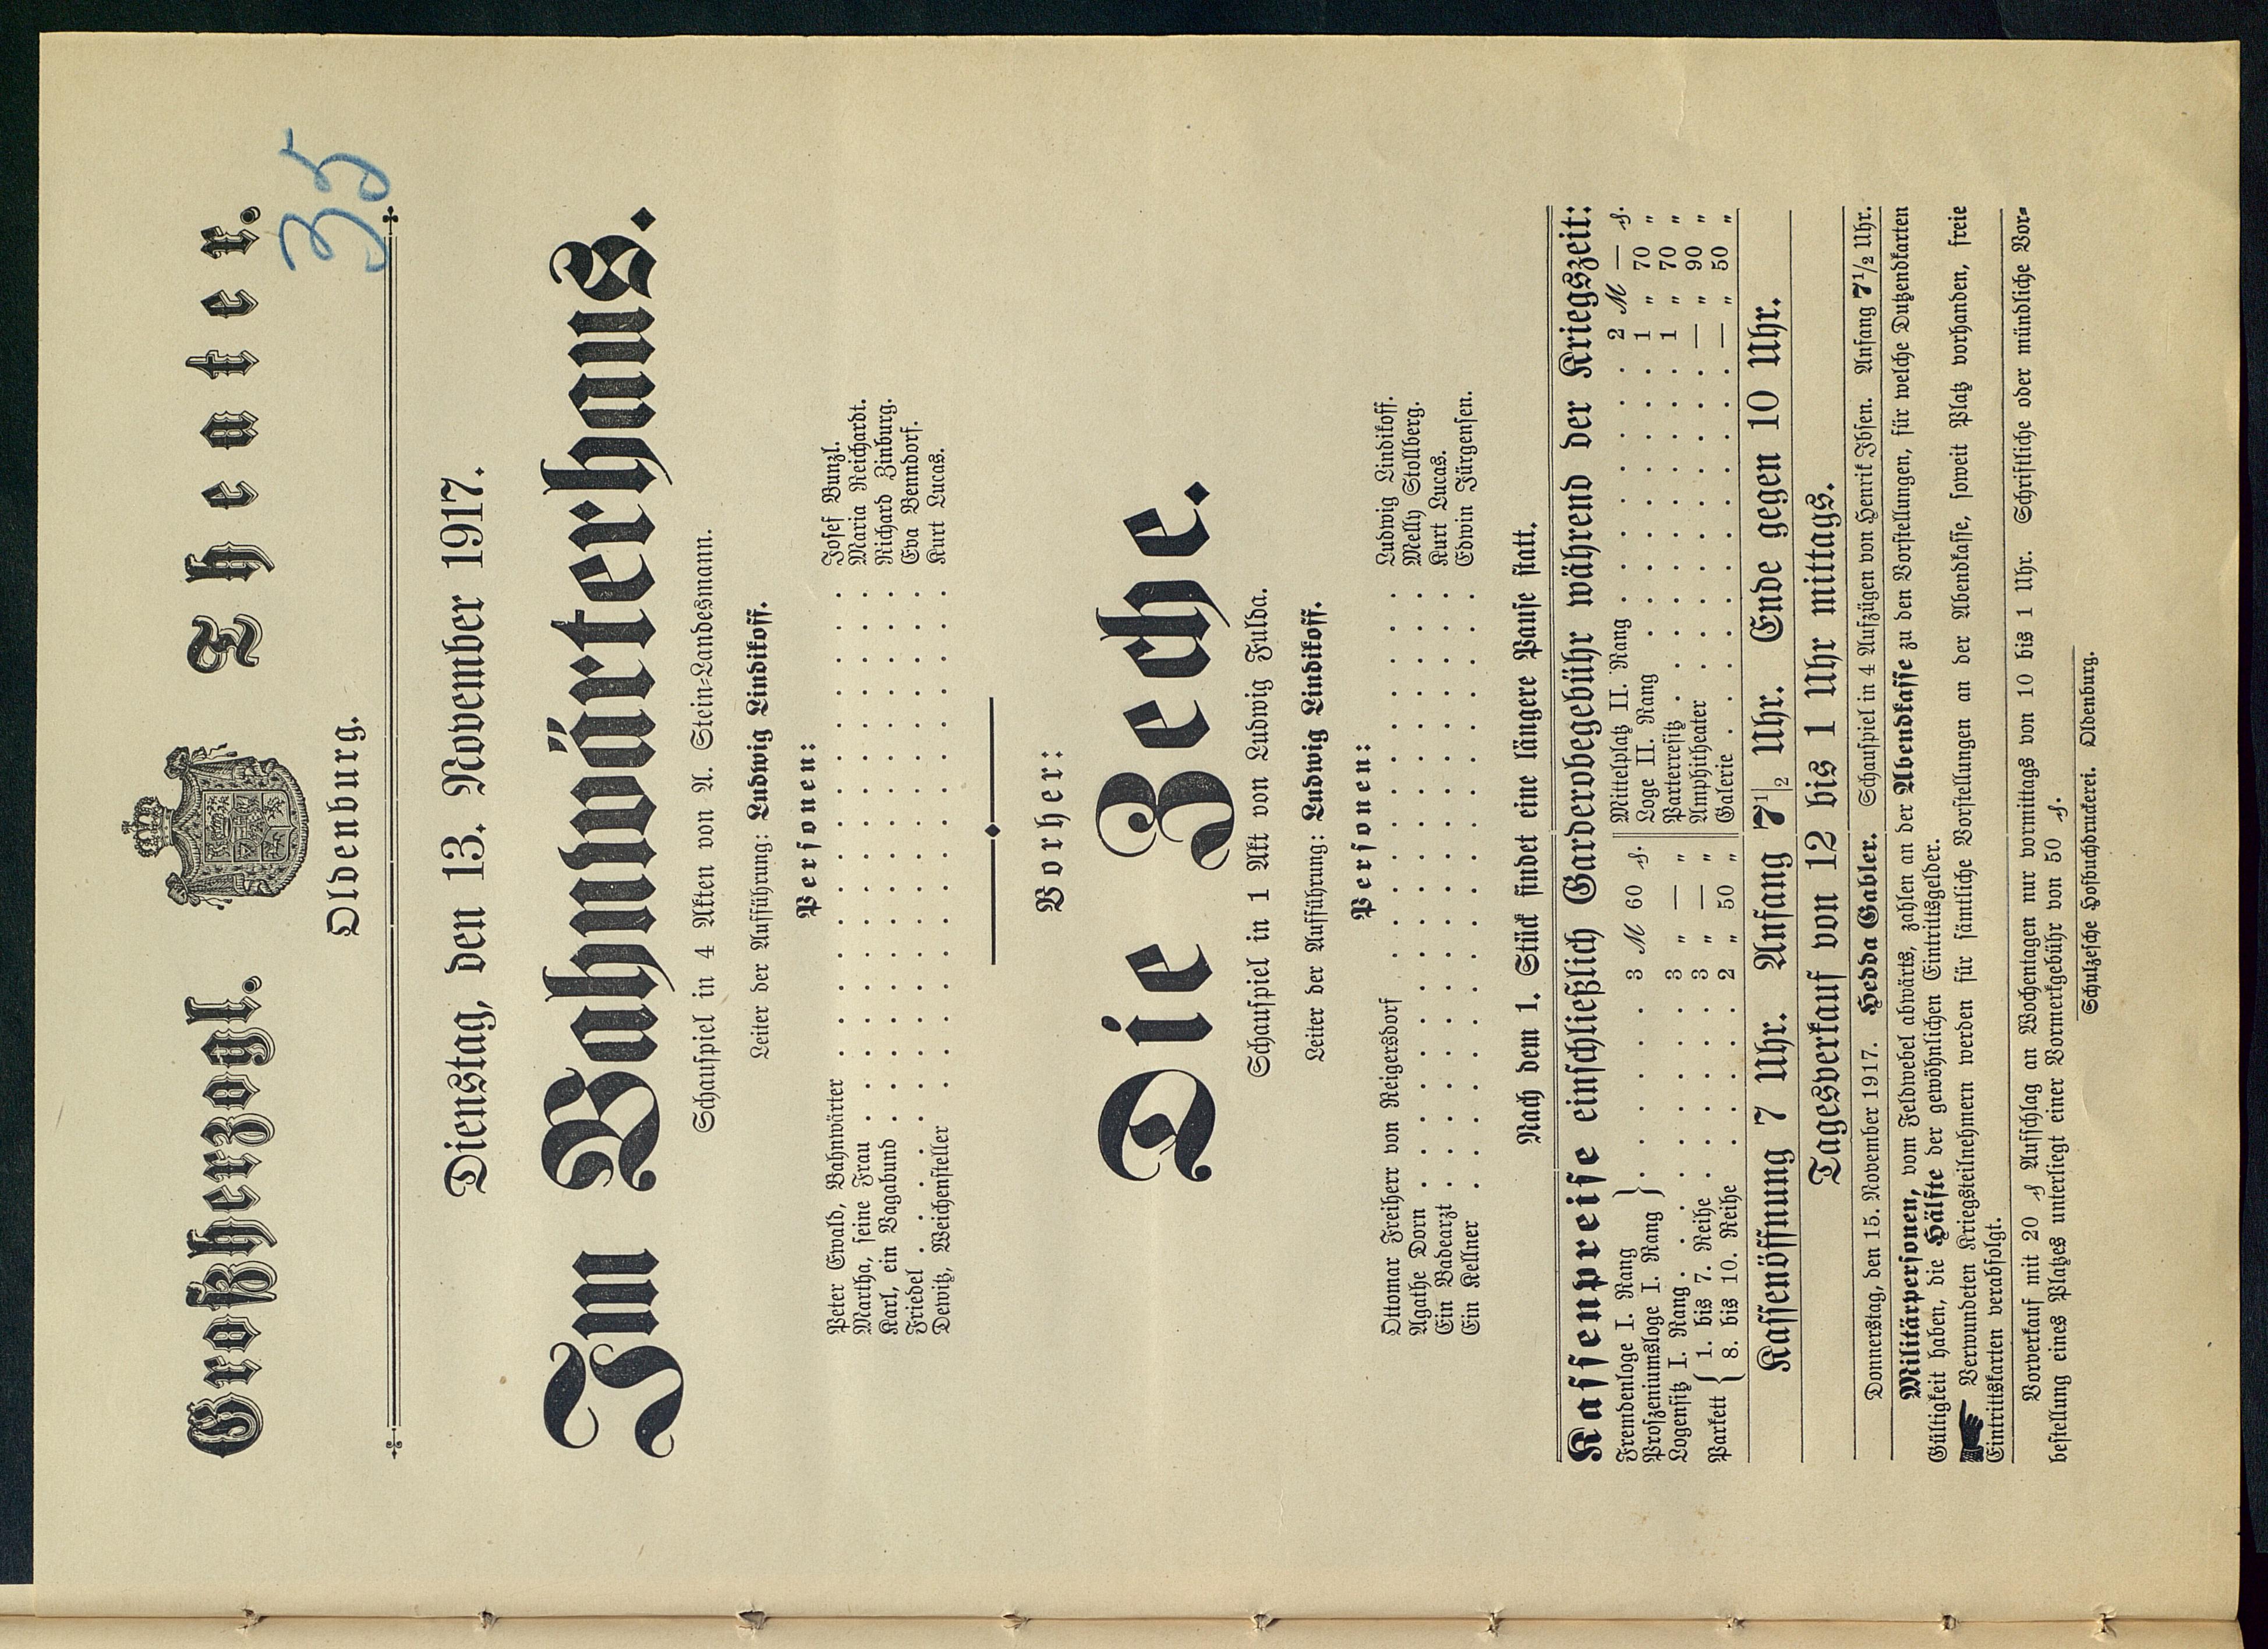 Großherzogl. Theater.
35
Oldenburg.
Dienstag, den 13. November 1917.
Im Bahnwärterhaus.
Schauspiel in 4 Akten von A. Stein-Landesmann.
Leiter der Aufführung: Ludwig Lindikoff.
Personen:
Peter Ewald, Bahnwärter . . . . . . . . . . . . Josef Bunzl.
Martha, seine Frau . . . . . . . . . . . . . . Maria Reichardt.
Karl, ein Vagabund . . . . . . . . . . . . . . Richard Zinburg.
Friedel . . . . . . . . . . . . . . . . . Eva Benndorf.
Dewitz, Weichensteller . . . . . . . . . . . . . Kurt Lucas.
Vorher:
Die Zeche.
Schauspiel in 1 Akt von Ludwig Fulda.
Leiter der Aufführung: Ludwig Lindikoff.
Personen:
Ottomar Freiherr von Reigersdorf . . . . . . . . . . Ludwig Lindikoff.
Agathe Dorn . . . . . . . . . . . . . . . . Melly Stollberg.
Ein Badearzt . . . . . . . . . . . . . . . . Kurt Lucas.
Ein Kellner . . . . . . . . . . . . . . . . Edwin Jürgensen.
Nach dem 1. Stück findet eine längere Pause statt.
Kassenpreise einschließlich Garderobegebühr während der Kriegszeit:
Fremdenloge I. Rang
Proszeniumsloge I. Rang } . . . . . . 3 ℳ 60 ₰.
Logensitz I. Rang . . . . . . . . 3 " — "
Parkett { 1. bis 7. Reihe . . . . . . 3 " — "
8. bis 10. Reihe . . . . . . 2 " 50 "
Mittelplatz II. Rang . . . . . . . 2 ℳ — ₰.
Loge II. Rang . . . . . . . . 1 " 70 "
Parterresitz . . . . . . . . . 1 " 70 "
Amphitheater . . . . . . . . — " 90 "
Galerie . . . . . . . . . . — " 50 "
Kassenöffnung 7 Uhr. Anfang 7 1/2 Uhr. Ende gegen 10 Uhr.
Tagesverkauf von 12 bis 1 Uhr mittags.
Donnerstag, den 15. November 1917. Hedda Gabler. Schauspiel in 4 Aufzügen von Henrik Ibsen. Anfang 7 1/2 Uhr.
Militärpersonen, vom Feldwebel abwärts, zahlen an der Abendkasse zu den Vorstellungen, für welche Dutzendkarten
Gültigkeit haben, die Hälfte der gewöhnlichen Eintrittsgelder.
☛ Verwundeten Kriegsteilnehmern werden für sämtliche Vorstellungen an der Abendkasse, soweit Platz vorhanden, freie
Eintrittskarten verabfolgt.
Vorverkauf mit 20 ₰ Aufschlag an Wochentagen nur vormittags von 10 bis 1 Uhr. Schriftliche oder mündliche Vor-
bestellung eines Platzes unterliegt einer Vormerkgebühr von 50 ₰.
Schulzesche Hofbuchdruckerei. Oldenburg.